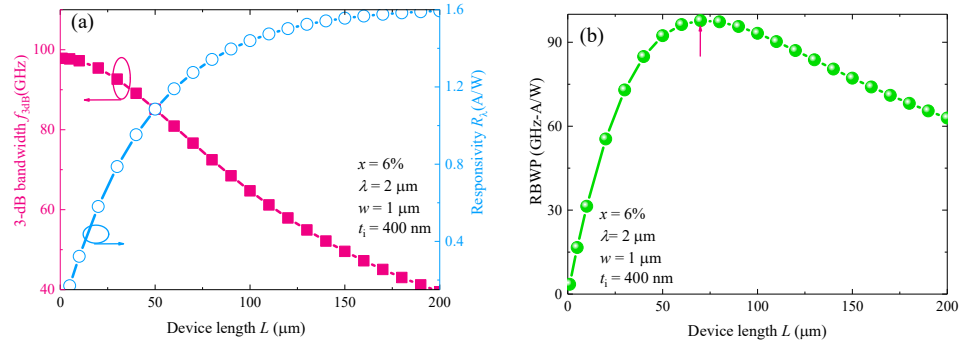 (a)
3-dB bandwidth f3dB(GHz)
100
80
60
40
1.6
1.2
0.8
0.4
Responsivity Rλ(A/W)
x = 6%
λ = 2 μm
w = 1 μm
ti = 400 nm
0
50
100
150
200
Device length L (μm)
(b)
RBWP (GHz-A/W)
90
60
30
0
x = 6%
λ= 2 μm
w = 1 μm
ti = 400 nm
0
50
100
150
200
Device length L (μm)